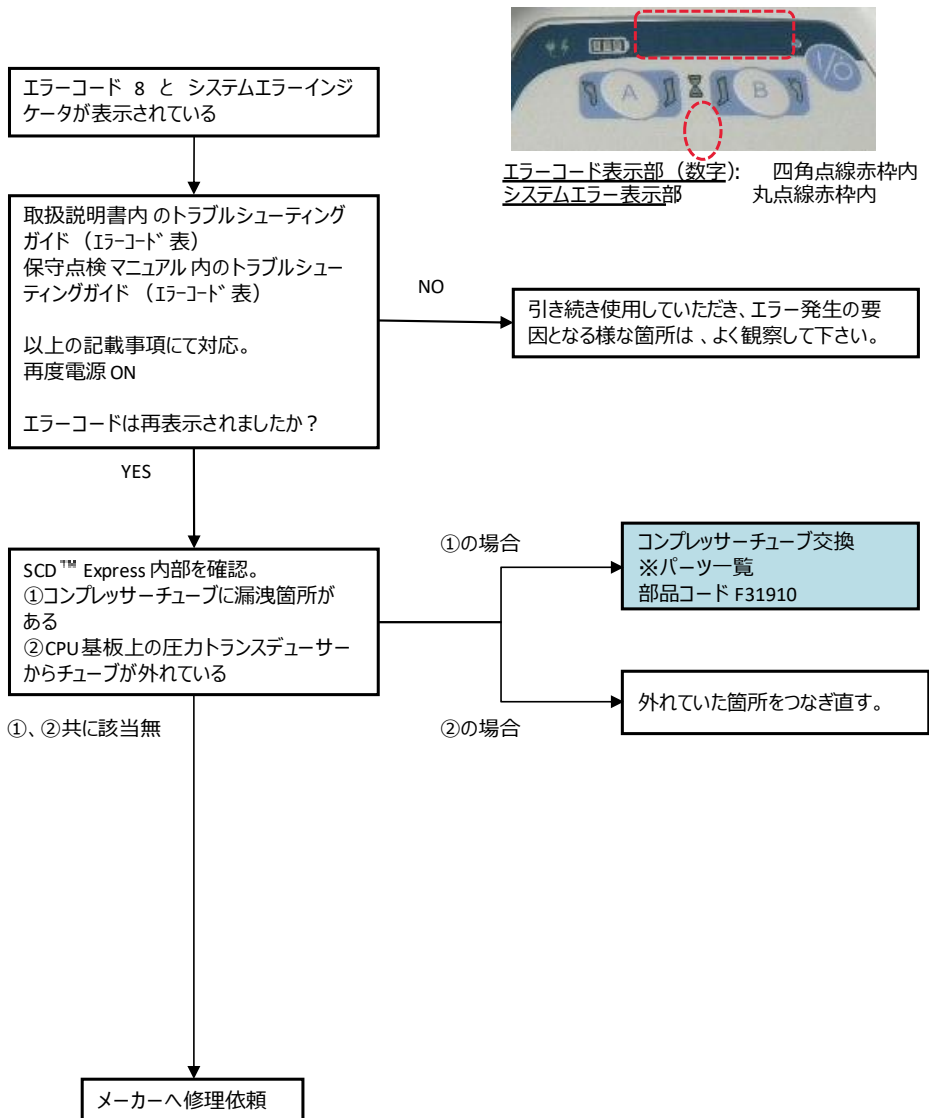 エラーコード 8 と システムエラーインジ
ケータが表示されている
A
B
エラーコード表示部(数字): 四角点線赤枠内
システムエラー表示部 丸点線赤枠内
取扱説明書内 のトラブルシューティング
ガイド (ｴﾗｰｺｰﾄﾞ 表)
保守点検 マニュアル 内のトラブルシュー
ティングガイド (ｴﾗｰｺｰﾄﾞ 表)
以上の記載事項にて対応。
再度電源 ON
エラーコードは再表示されましたか?
NO
引き続き使用していただき、エラー発生の要
因となる様な箇所は 、よく観察して下さい。
YES
SCD™ Express 内部を確認。
①コンプレッサーチューブに漏洩箇所が
ある
②CPU 基板上の圧力トランスデューサー
からチューブが外れている
①の場合
コンプレッサーチューブ交換
※パーツ一覧
部品コード F31910
②の場合
外れていた箇所をつなぎ直す。
①、②共に該当無
メーカーへ修理依頼